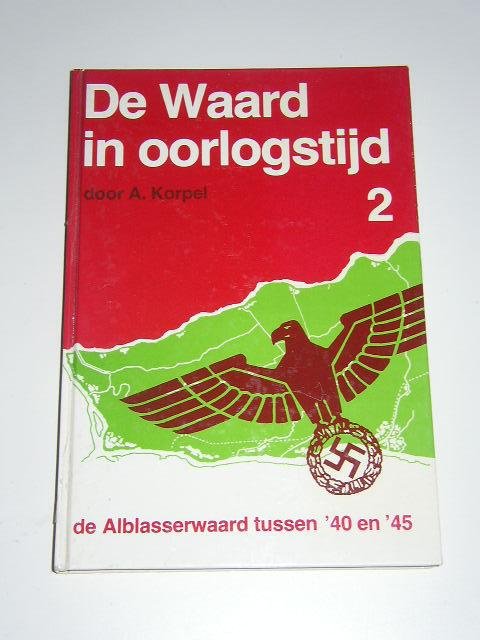 De Waard
in oorlogstijd
door A. Korpel
2
de Alblasserwaard tussen '40 en '45